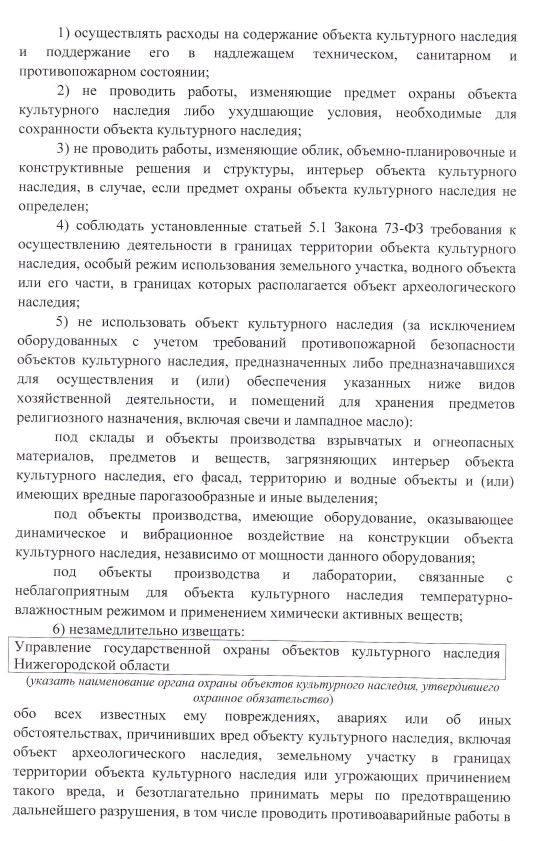 1) осуществлять расходы на содержание объекта культурного наследия
и поддержание его в надлежащем техническом, санитарном и
противопожарном состоянии;
2) не проводить работы, изменяющие предмет охраны объекта
культурного наследия либо ухудшающие условия, необходимые для
сохранности объекта культурного наследия;
3) не проводить работы, изменяющие облик, объемно-планировочные и
конструктивные решения и структуры, интерьер объекта культурного
наследия, в случае, если предмет охраны объекта культурного наследия не
определен;
4) соблюдать установленные статьей 5.1 Закона 73-ФЗ требования к
осуществлению деятельности в границах территории объекта культурного
наследия, особый режим использования земельного участка, водного объекта
или его части, в границах которых располагается объект археологического
наследия;
5) не использовать объект культурного наследия (за исключением
оборудованных с учетом требований противопожарной безопасности
объектов культурного наследия, предназначенных либо предназначавшихся
для осуществления и (или) обеспечения указанных ниже видов
хозяйственной деятельности, и помещений для хранения предметов
религиозного назначения, включая свечи и лампадное масло):
под склады и объекты производства взрывчатых и огнеопасных
материалов, предметов и веществ, загрязняющих интерьер объекта
культурного наследия, его фасад, территорию и водные объекты и (или)
имеющих вредные парогазообразные и иные выделения;
под объекты производства, имеющие оборудование, оказывающее
динамическое и вибрационное воздействие на конструкции объекта
культурного наследия, независимо от мощности данного оборудования;
под объекты производства и лаборатории, связанные с
неблагоприятным для объекта культурного наследия температурно-
влажностным режимом и применением химически активных веществ;
6) незамедлительно извещать:
Управление государственной охраны объектов культурного наследия
Нижегородской области
(указать наименование органа охраны объектов культурного наследия, утвердившего
охранное обязательство)
обо всех известных ему повреждениях, авариях или об иных
обстоятельствах, причинивших вред объекту культурного наследия, включая
объект археологического наследия, земельному участку в границах
территории объекта культурного наследия или угрожающих причинением
такого вреда, и безотлагательно принимать меры по предотвращению
дальнейшего разрушения, в том числе проводить противоаварийные работы в